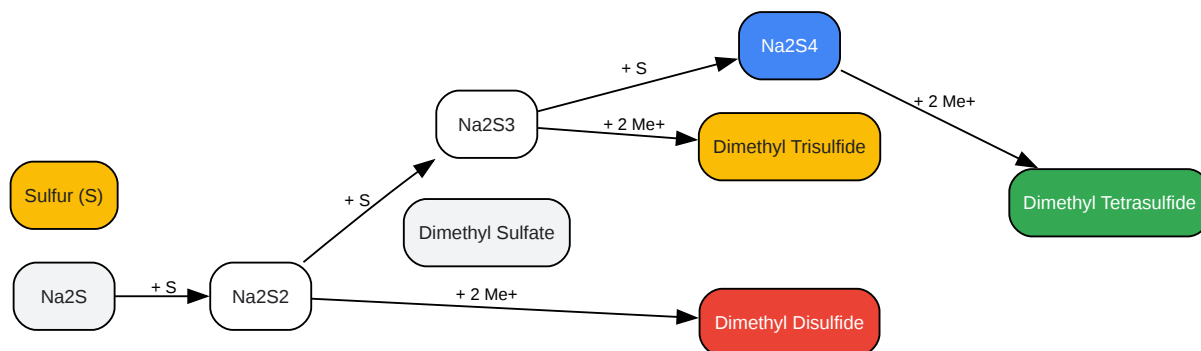 Na2S4
+ S
+ 2 Me+
Na2S3
+ 2 Me+
Dimethyl Trisulfide
Sulfur (S)
+ S
Dimethyl Tetrasulfide
Dimethyl Sulfate
Na2S
+ S
Na2S2
+ 2 Me+
Dimethyl Disulfide